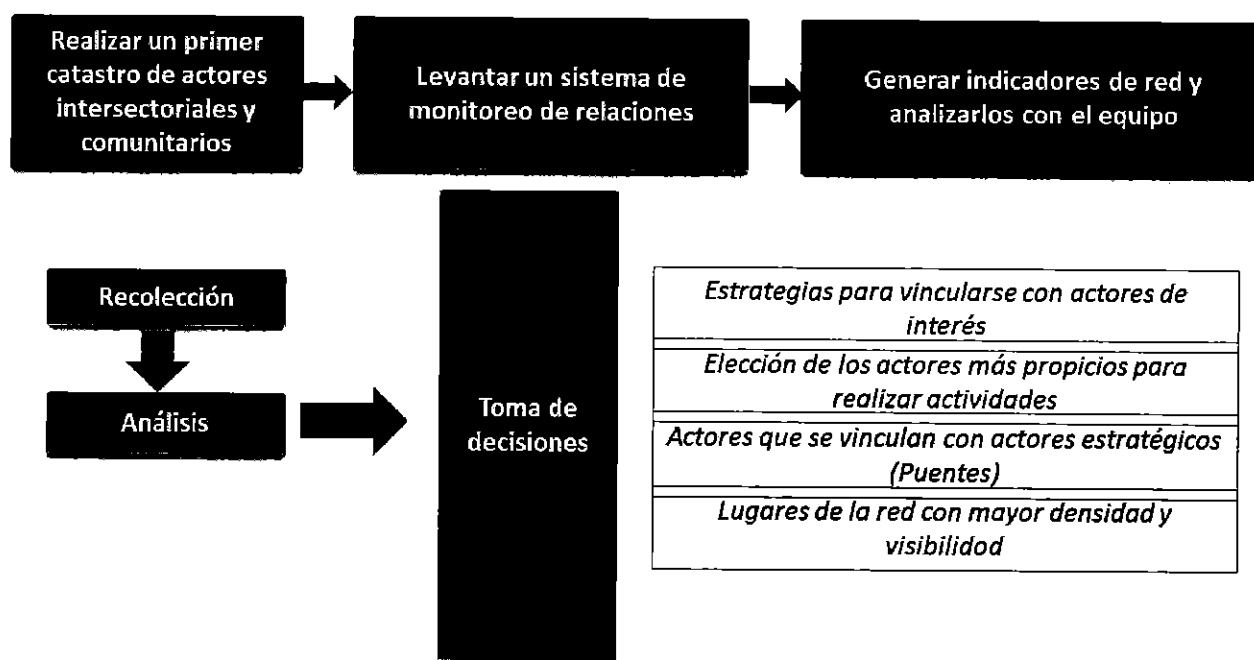 Realizar un primer
catastro de actores
intersectoriales y
comunitarios
Levantar un sistema de
monitoreo de relaciones
Generar indicadores de red y
analizarlos con el equipo
Recolección
Análisis
Toma de
decisiones
Estrategias para vincularse con actores de
interés
Elección de los actores más propicios para
realizar actividades
Actores que se vinculan con actores estratégicos
(Puentes)
Lugares de la red con mayor densidad y
visibilidod